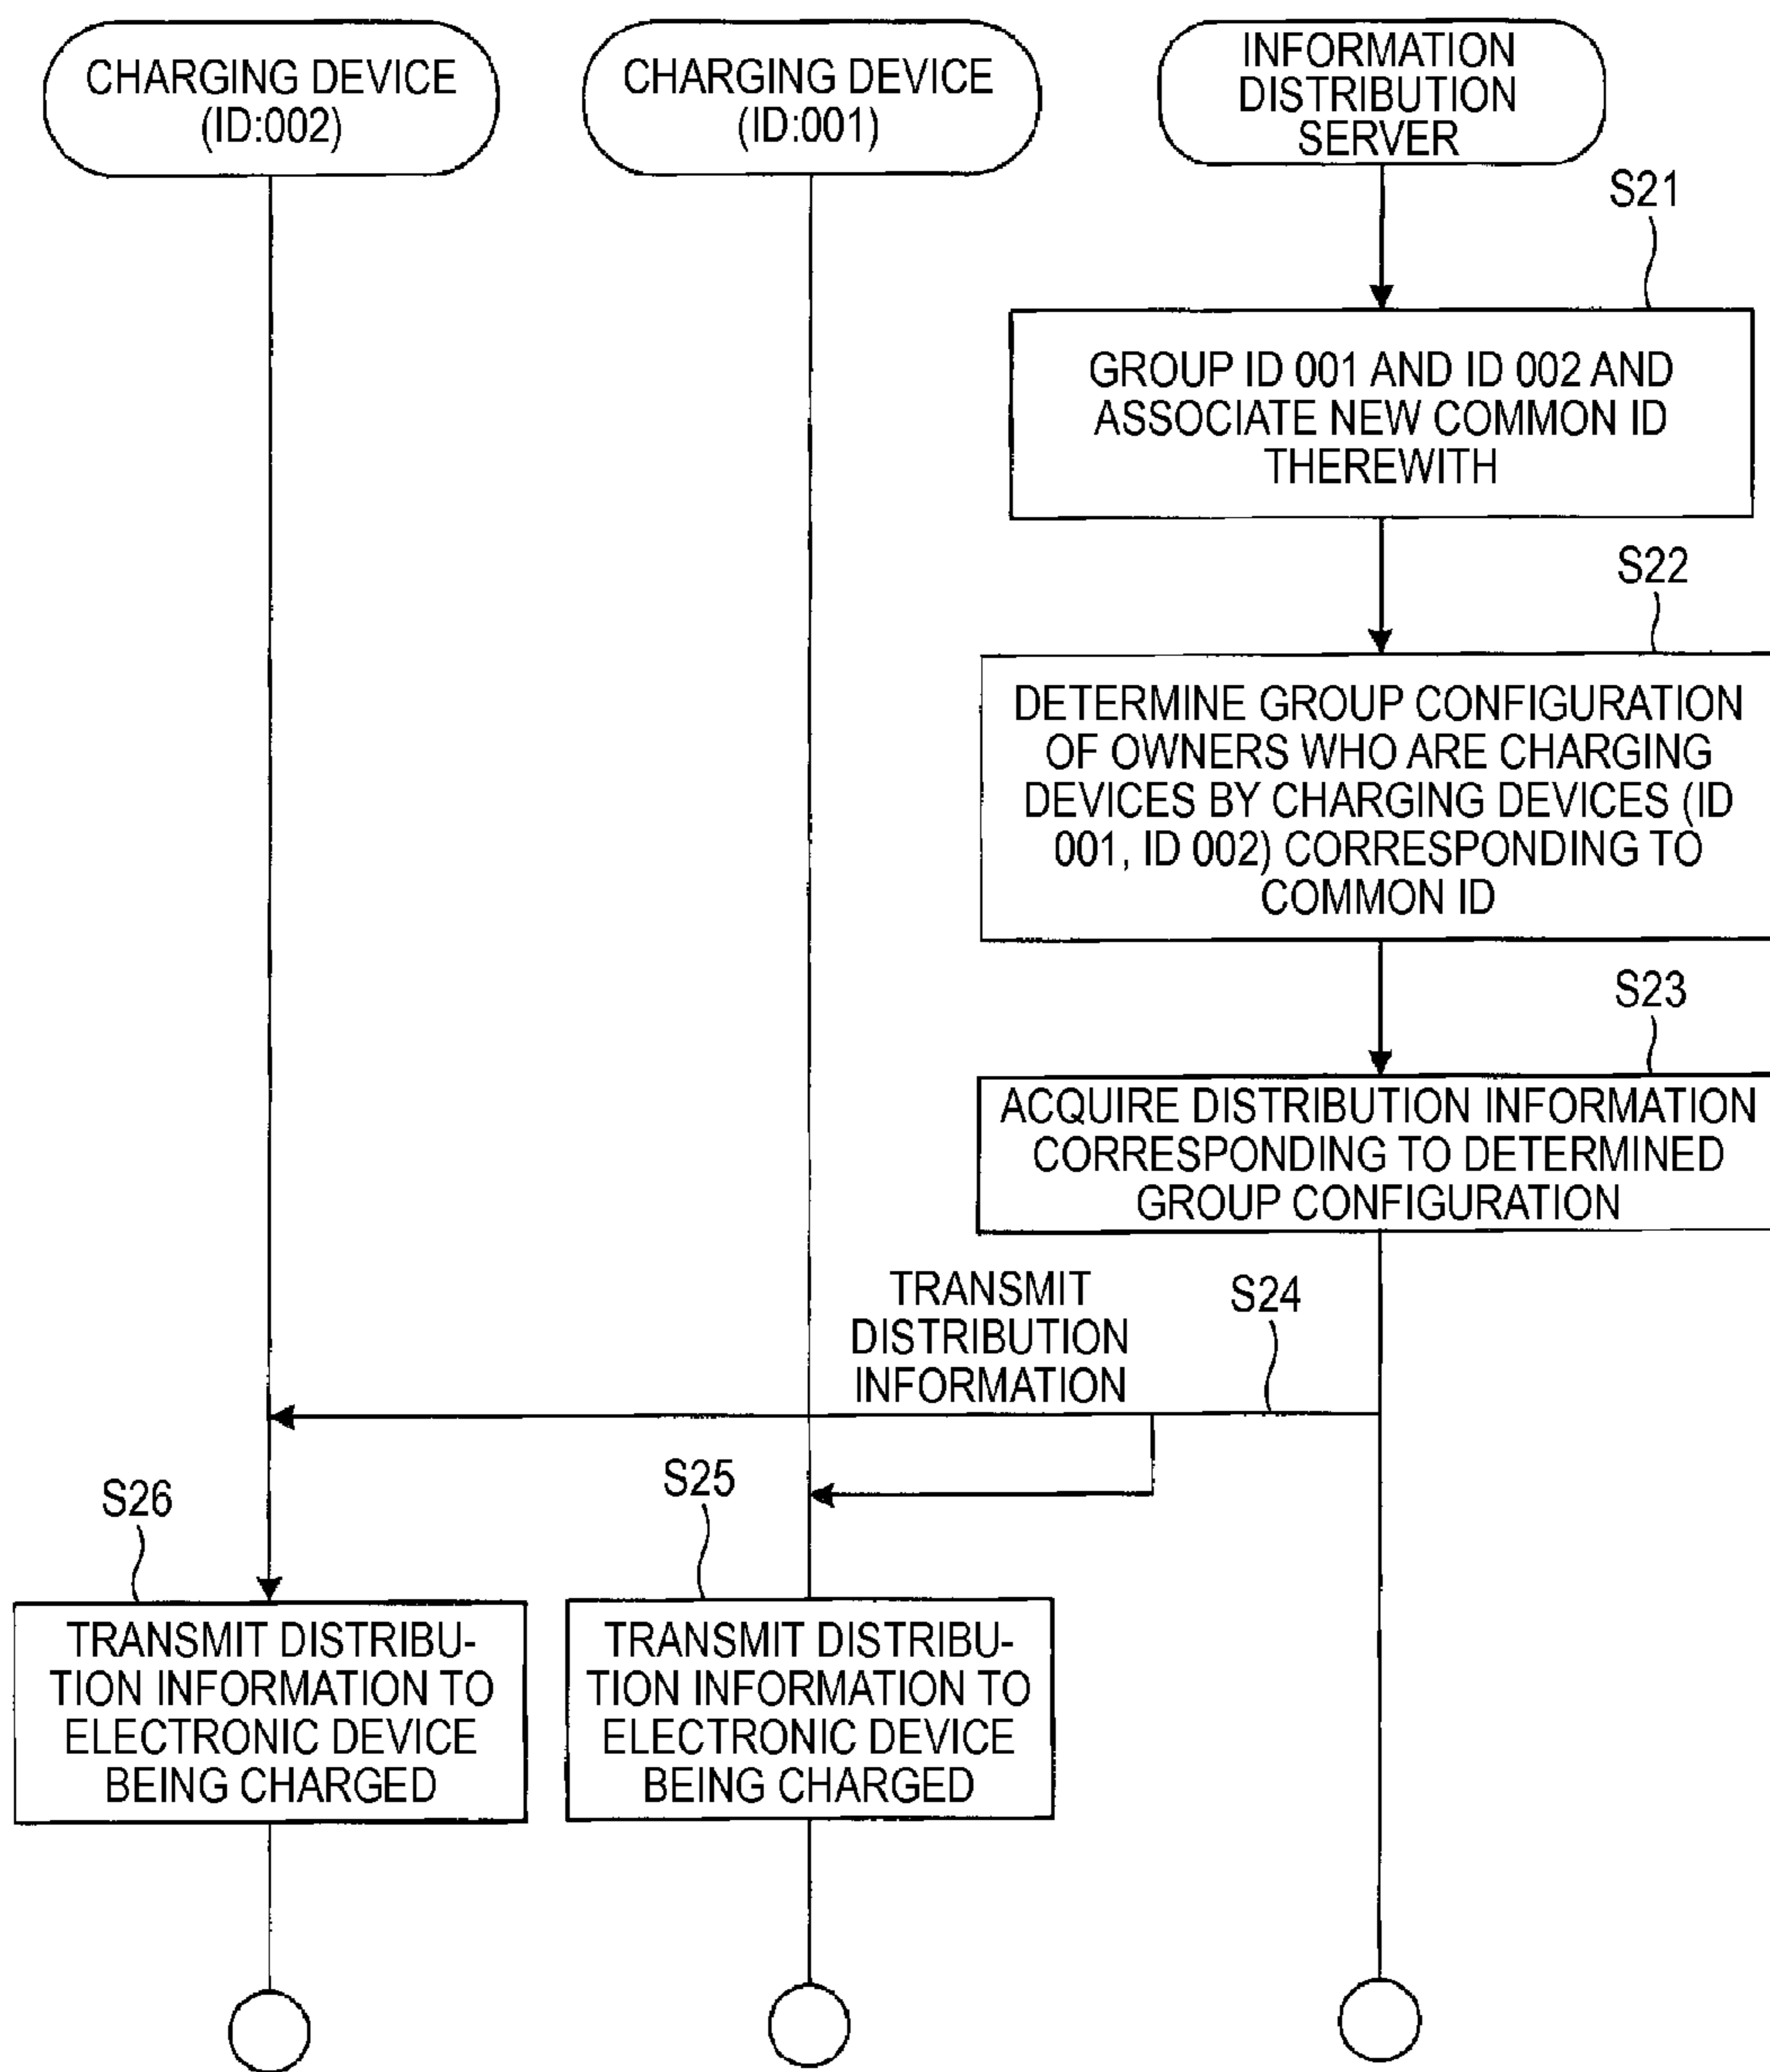 CHARGING DEVICE
(ID:002)
CHARGING DEVICE
(ID:001)
INFORMATION
DISTRIBUTION
SERVER
S21
GROUP ID 001 AND ID 002 AND
ASSOCIATE NEW COMMON ID
THEREWITH
S22
DETERMINE GROUP CONFIGURATION
OF OWNERS WHO ARE CHARGING
DEVICES BY CHARGING DEVICES (ID
001, ID 002) CORRESPONDING TO
COMMON ID
S23
ACQUIRE DISTRIBUTION INFORMATION
CORRESPONDING TO DETERMINED
GROUP CONFIGURATION
TRANSMIT
DISTRIBUTION
INFORMATION
S24
S26
TRANSMIT DISTRIBU-
TION INFORMATION TO
ELECTRONIC DEVICE
BEING CHARGED
S25
TRANSMIT DISTRIBU-
TION INFORMATION TO
ELECTRONIC DEVICE
BEING CHARGED